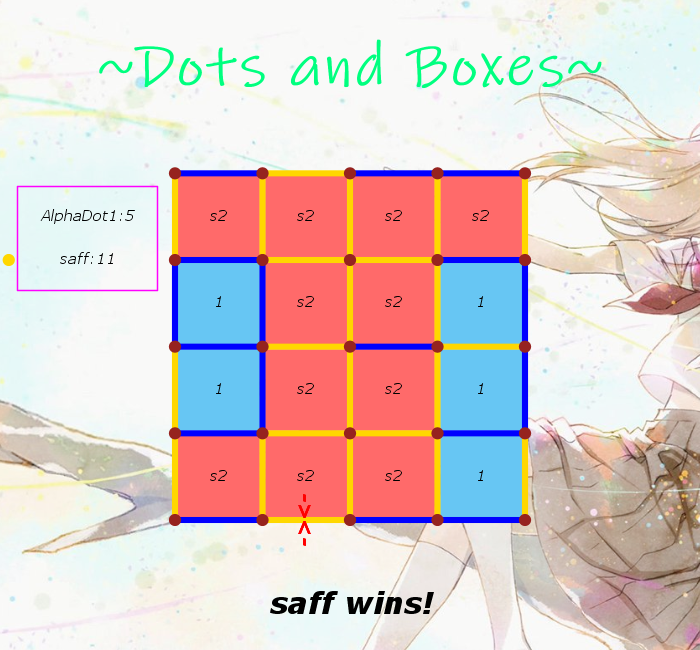 ~Dots and Boxes~
AlphaDot1:5
saff:11
s2 s2 s2 s2
1 s2 s2 1
1 s2 s2 1
s2 s2 s2 1
saff wins!